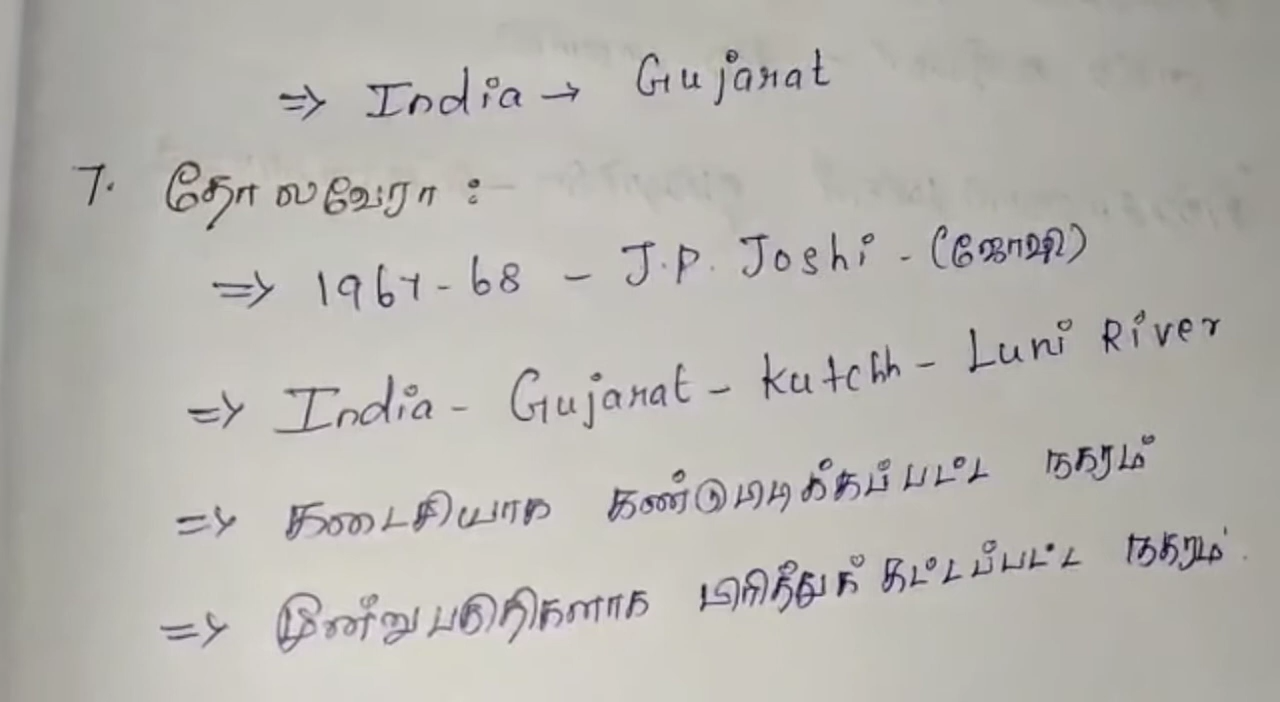 => India → Gujarat
7. தோலவேரா :-
=> 1967-68 - J.P. Joshi - (ஜோஷி)
=> India - Gujarat - Kutchh - Luni River
=> கடைசியாக கண்டுபிடிக்கப்பட்ட நகரம்
=> மூன்று பகுதிகளாக பிரித்துக் கட்டப்பட்ட நகரம்.